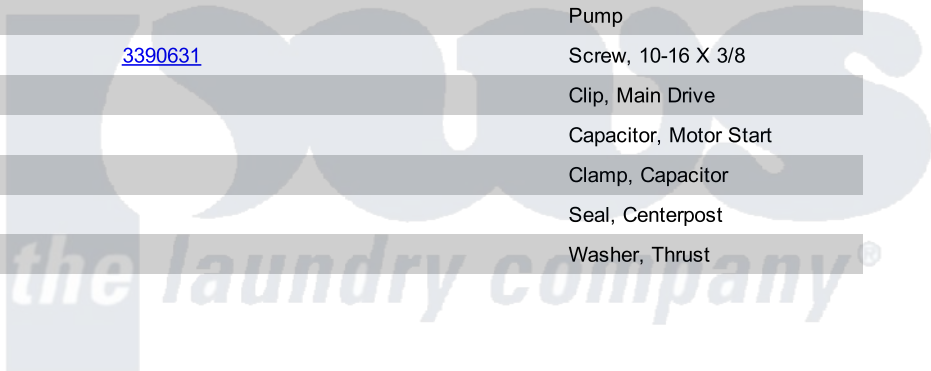 Pump
3390631 Screw, 10-16 X 3/8
Clip, Main Drive
Capacitor, Motor Start
Clamp, Capacitor
Seal, Centerpost
Washer, Thrust
the laundry company®